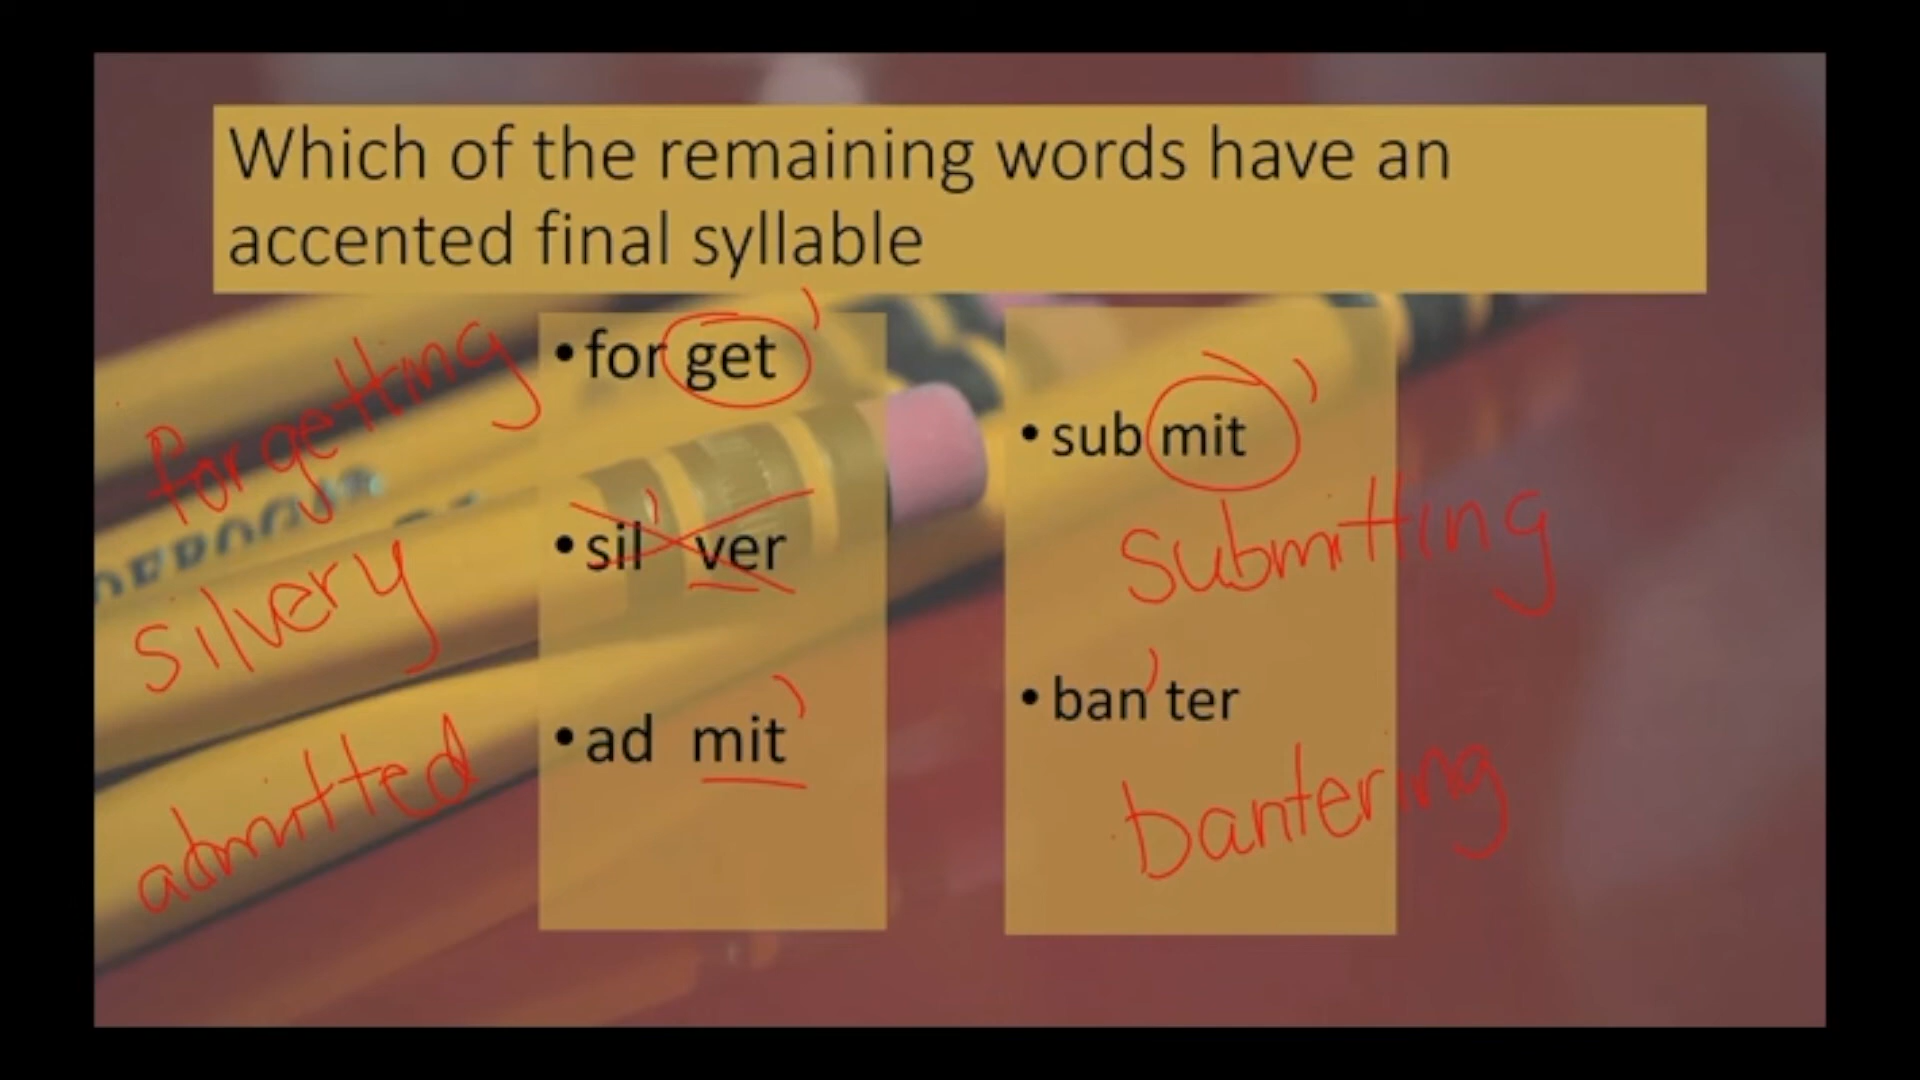 Which of the remaining words have an
accented final syllable
• for get
forgetting
• sil ver
silvery
• ad mit
admitted
• sub mit
submitting
• ban ter
bantering